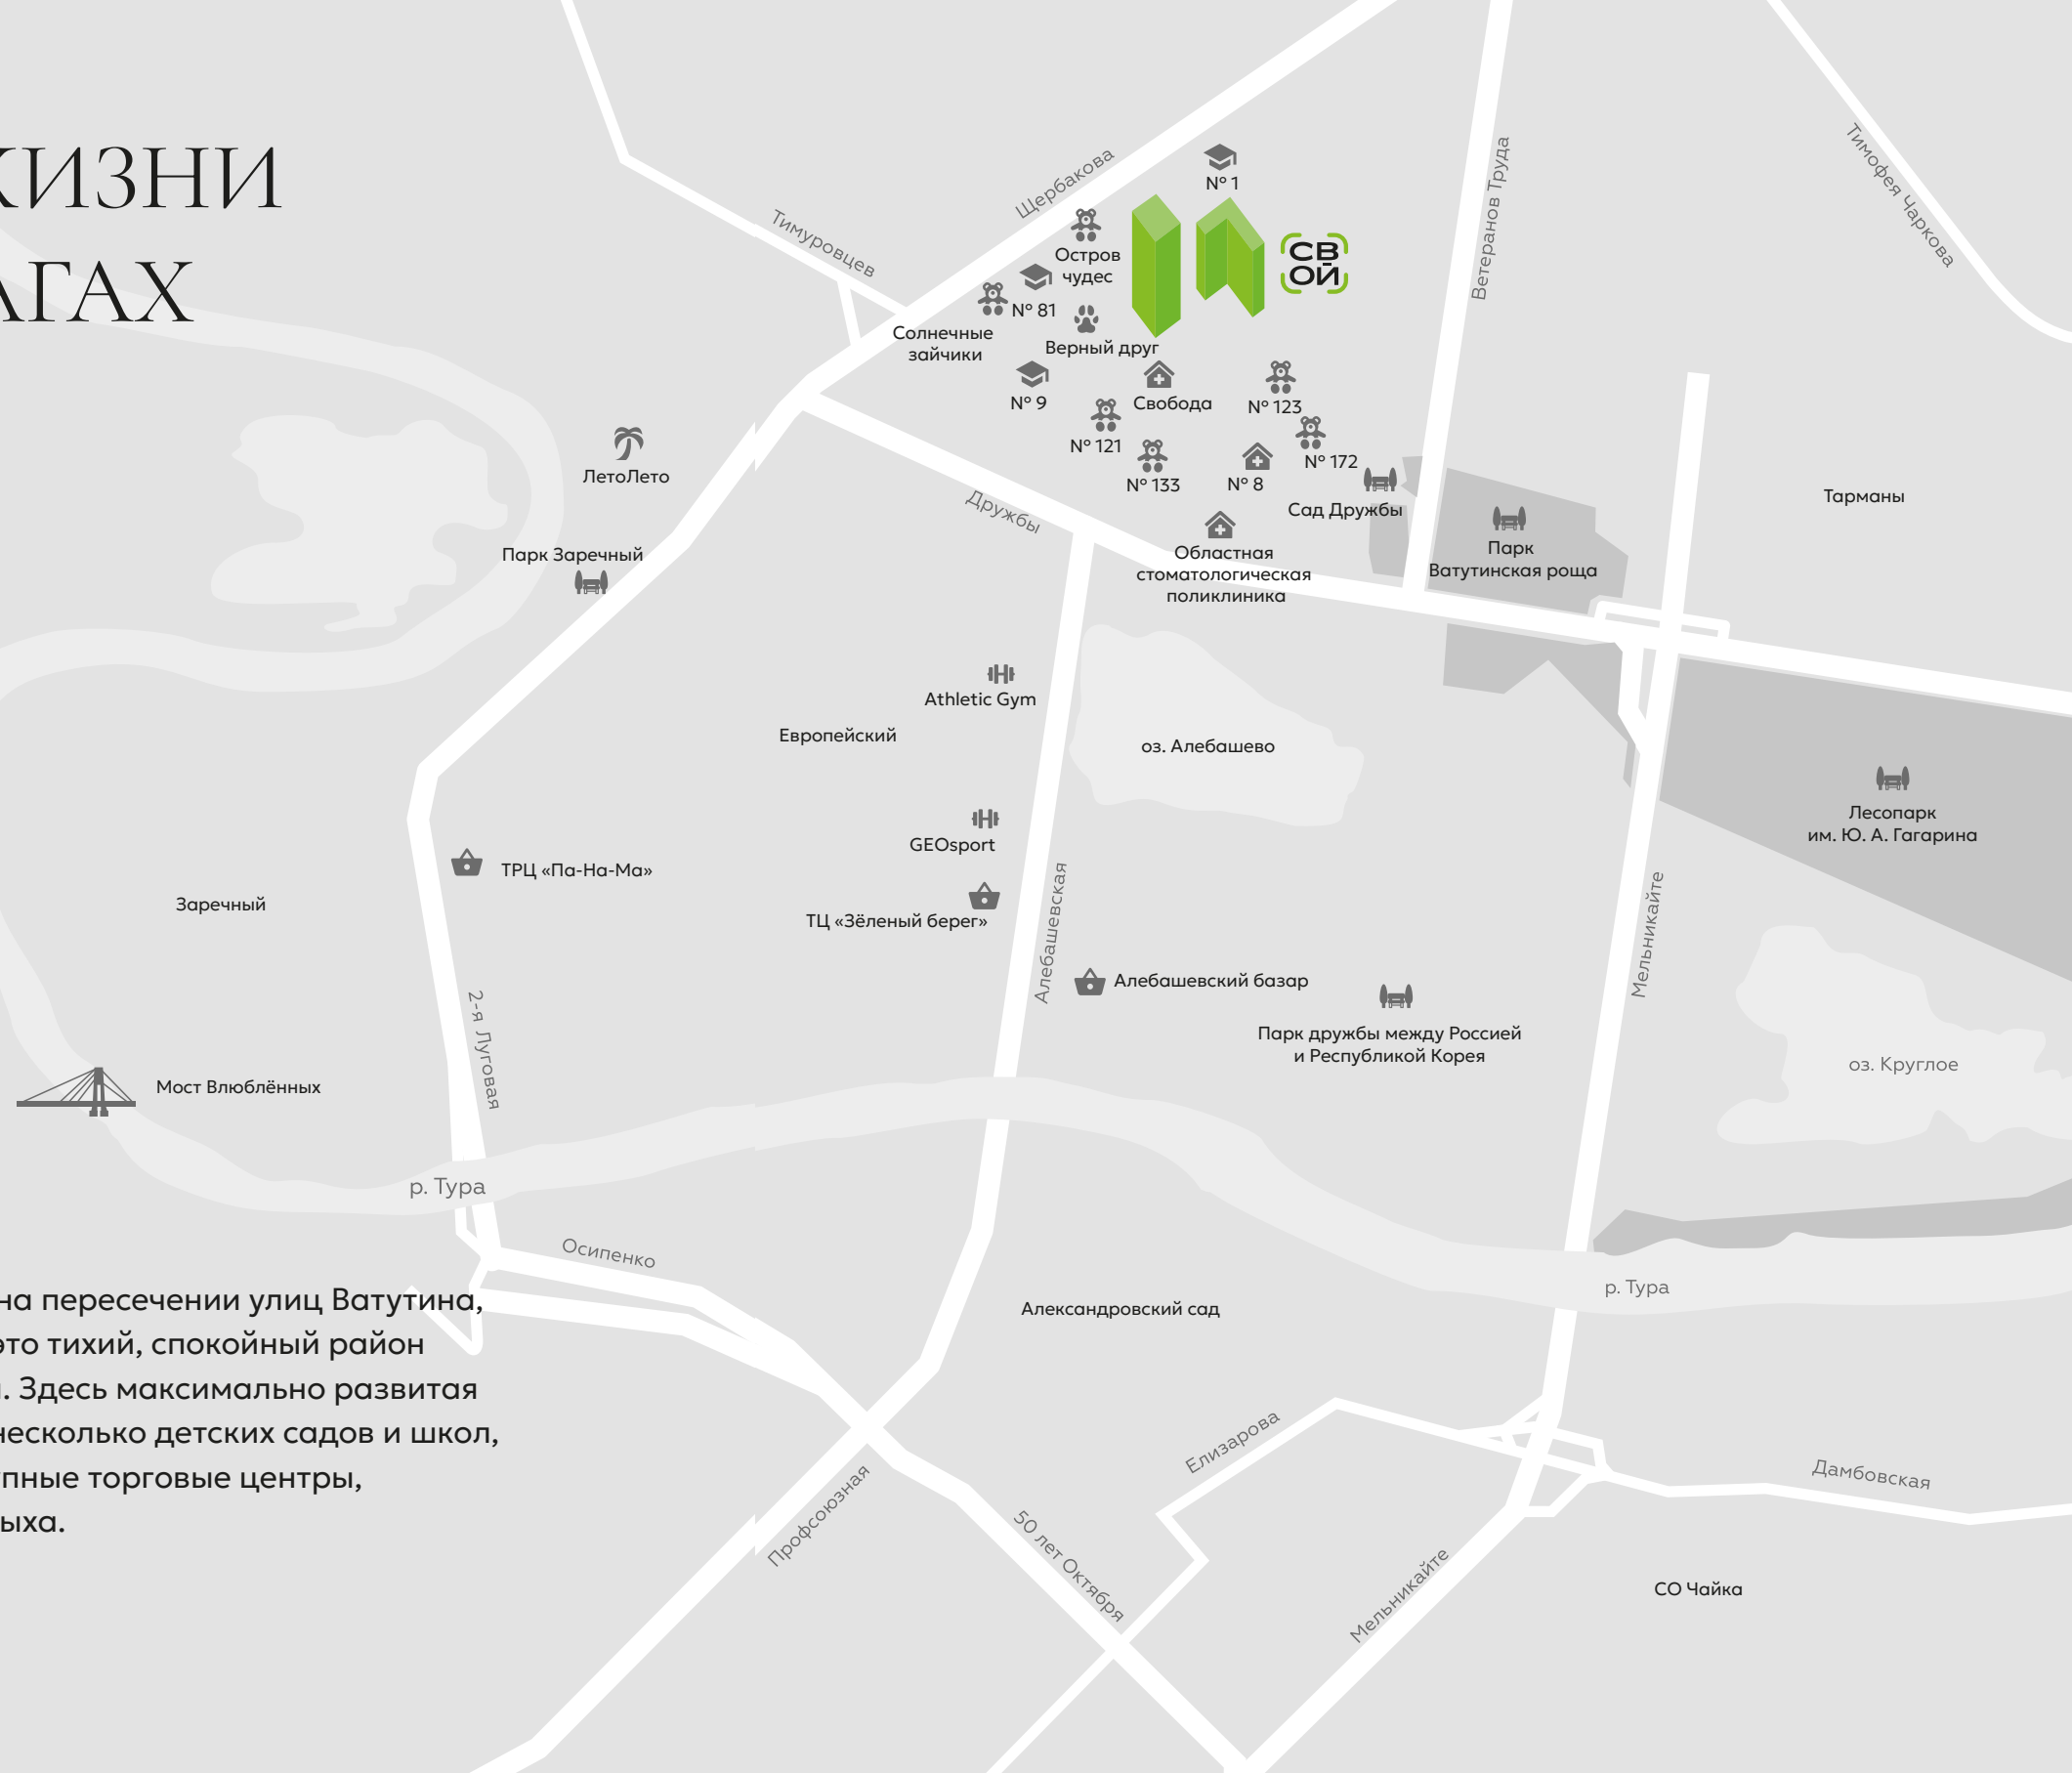 ЖИЗНИ
АГАХ
Тимуровцев
Щербакова
Ветеранов Труда
Тимофея Чаркова
№ 1
Остров
чудес
СВ
ОЙ
№ 81
Солнечные
зайчики
Верный друг
№ 9
Свобода
№ 123
№ 121
№ 172
№ 133
№ 8
Сад Дружбы
ЛетоЛето
Дружбы
Тарманы
Парк Заречный
Областная
стоматологическая
поликлиника
Парк
Ватутинская роща
Athletic Gym
Европейский
оз. Алебашево
Лесопарк
им. Ю. А. Гагарина
GEOsport
ТРЦ «Па-На-Ма»
Заречный
ТЦ «Зёленый берег»
Алебашевская
Мельникайте
Алебашевский базар
2-я Луговая
Парк дружбы между Россией
и Республикой Корея
оз. Круглое
Мост Влюблённых
р. Тура
Осипенко
р. Тура
Александровский сад
на пересечении улиц Ватутина,
это тихий, спокойный район
. Здесь максимально развитая
несколько детских садов и школ,
пные торговые центры,
ыха.
Елизарова
Дамбовская
Профсоюзная
50 лет Октября
Мельникайте
СО Чайка